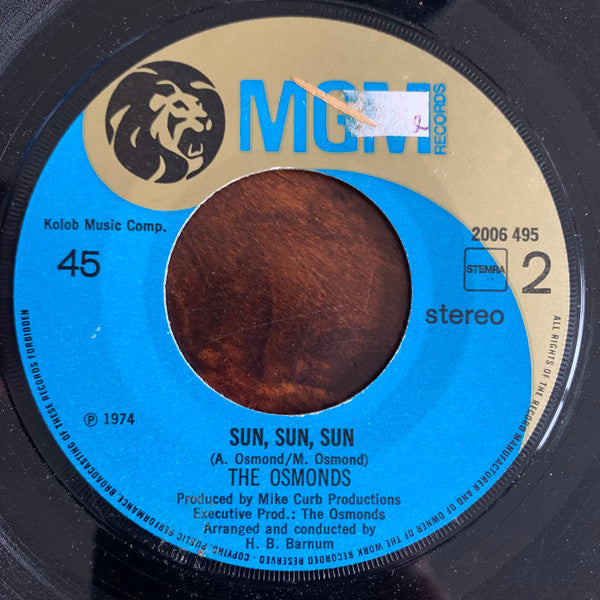 MGM
RECORDS
Kolob Music Comp.
45
2006 495
STEMRA
2
stereo
℗ 1974
SUN, SUN, SUN
(A. Osmond/M. Osmond)
THE OSMONDS
Produced by Mike Curb Productions
Executive Prod.: The Osmonds
Arranged and conducted by
H. B. Barnum
ALL RIGHTS OF THE RECORD MANUFACTURER AND OF OWNER OF THE WORK RECORDED RESERVED · COPYING, PUBLIC PERFORMANCE, BROADCASTING OF THESE RECORDS FORBIDDEN